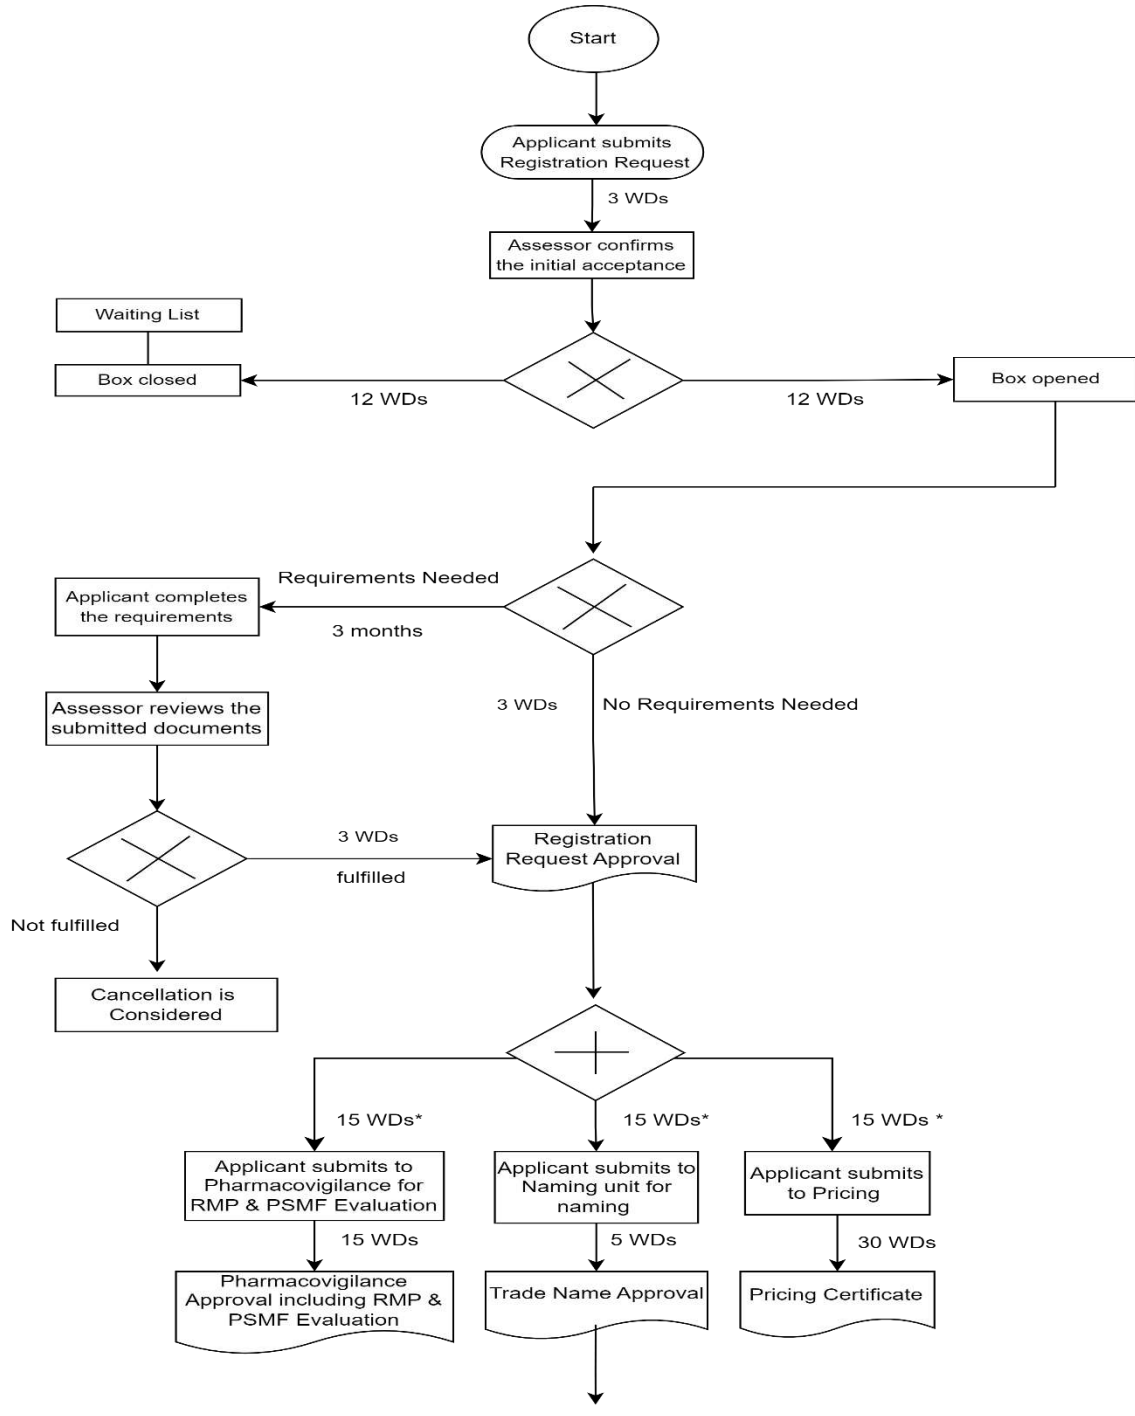 Start
Applicant submits
Registration Request
3 WDs
Assessor confirms
the initial acceptance
Waiting List
Box closed
12 WDs
12 WDs
Box opened
Requirements Needed
3 months
Applicant completes
the requirements
3 WDs
No Requirements Needed
Assessor reviews the
submitted documents
3 WDs
fulfilled
Registration
Request Approval
Not fulfilled
Cancellation is
Considered
15 WDs*
15 WDs*
15 WDs *
Applicant submits to
Pharmacovigilance for
RMP & PSMF Evaluation
Applicant submits to
Naming unit for
naming
Applicant submits
to Pricing
15 WDs
5 WDs
30 WDs
Pharmacovigilance
Approval including RMP &
PSMF Evaluation
Trade Name Approval
Pricing Certificate